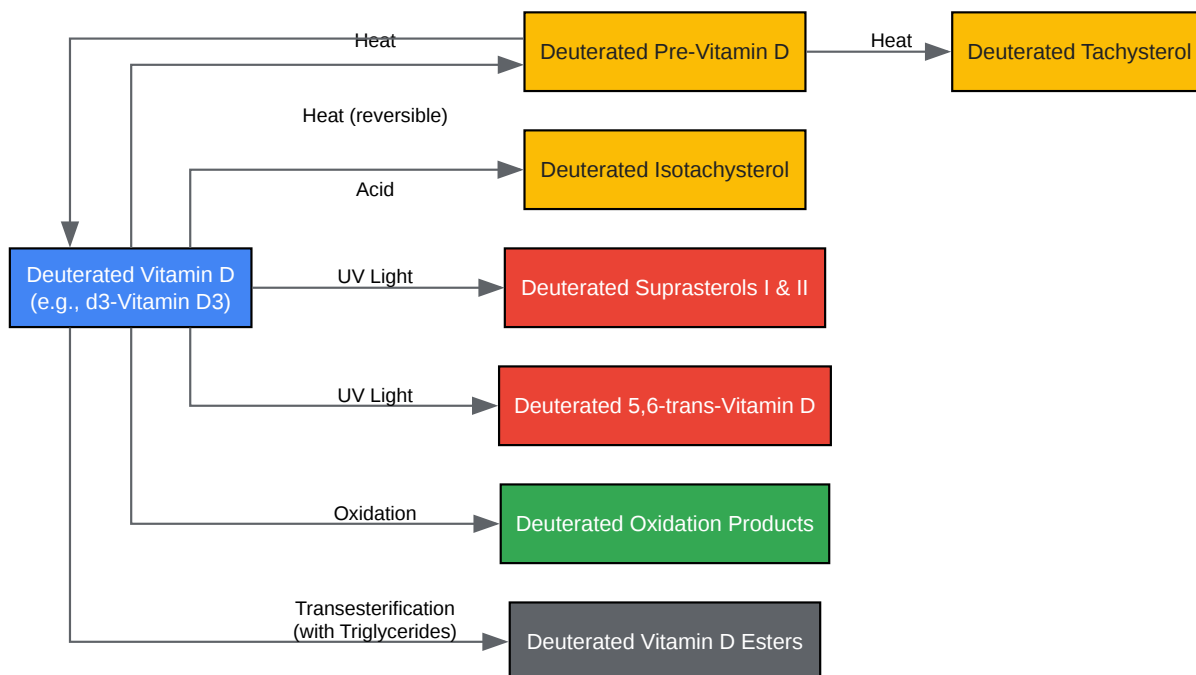 Heat
Deuterated Pre-Vitamin D
Heat
Deuterated Tachysterol
Heat (reversible)
Deuterated Isotachysterol
Acid
Deuterated Vitamin D
(e.g., d3-Vitamin D3)
UV Light
Deuterated Suprasterols I & II
UV Light
Deuterated 5,6-trans-Vitamin D
Oxidation
Deuterated Oxidation Products
Transesterification
(with Triglycerides)
Deuterated Vitamin D Esters